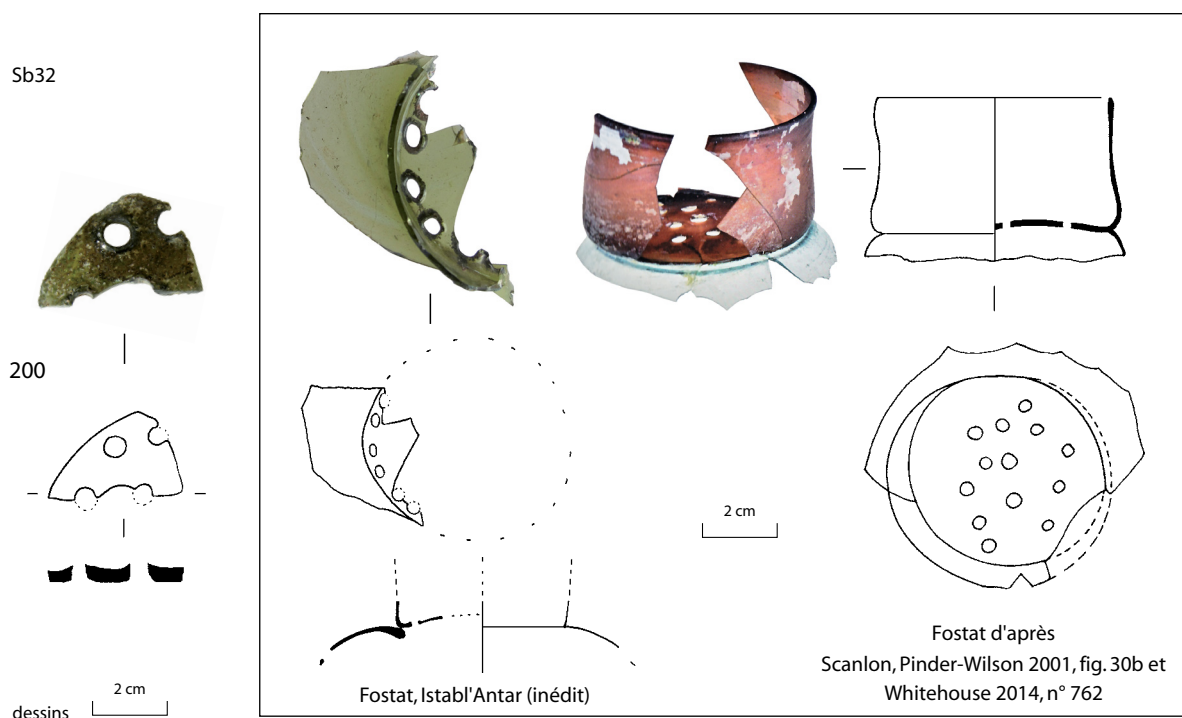 Sb32
200
2 cm
dessins
2 cm
Fostat, Istabl'Antar (inédit)
Fostat d'après
Scanlon, Pinder-Wilson 2001, fig. 30b et
Whitehouse 2014, n° 762